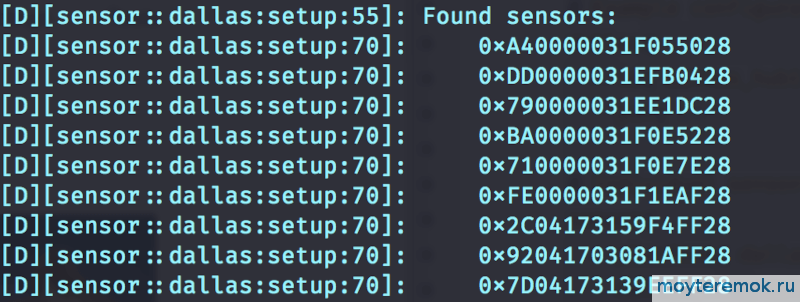 [D][sensor::dallas:setup:55]: Found sensors:
[D][sensor::dallas:setup:70]: 0×A40000031F055028
[D][sensor::dallas:setup:70]: 0×DD0000031EFB0428
[D][sensor::dallas:setup:70]: 0×790000031EE1DC28
[D][sensor::dallas:setup:70]: 0×BA0000031F0E5228
[D][sensor::dallas:setup:70]: 0×710000031F0E7E28
[D][sensor::dallas:setup:70]: 0×FE0000031F1EAF28
[D][sensor::dallas:setup:70]: 0×2C04173159F4FF28
[D][sensor::dallas:setup:70]: 0×92041703081AFF28
[D][sensor::dallas:setup:70]:
moyteremok.ru